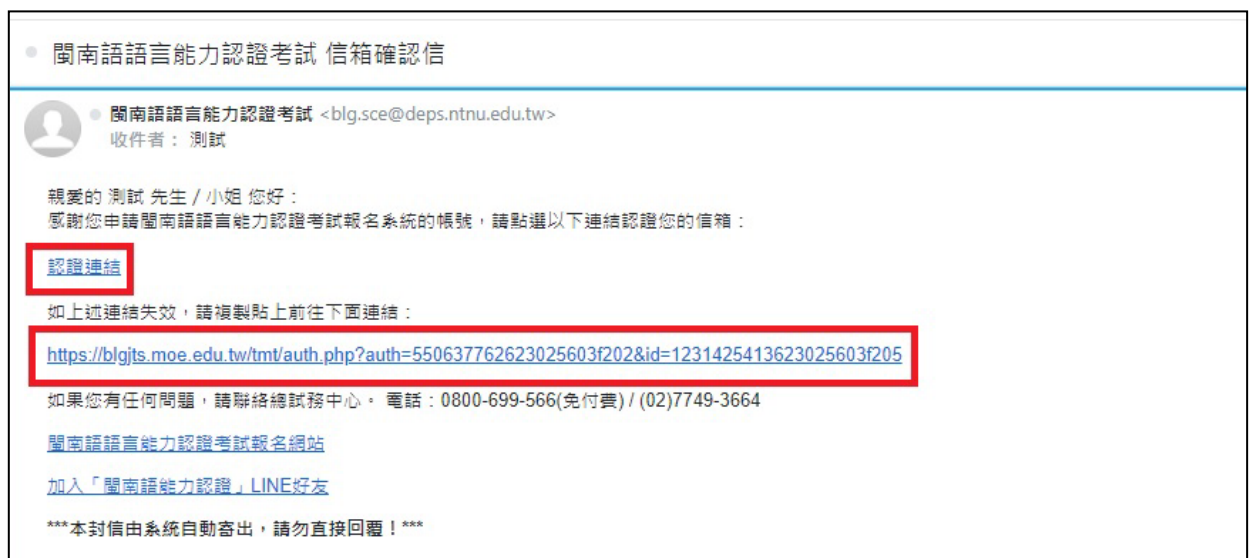 閩南語語言能力認證考試 信箱確認信
閩南語語言能力認證考試 <blg.sce@deps.ntnu.edu.tw>
收件者： 測試
親愛的 測試 先生 / 小姐 您好：
感謝您申請閩南語語言能力認證考試報名系統的帳號，請點選以下連結認證您的信箱：
認證連結
如上述連結失效，請複製貼上前往下面連結：
https://blgjts.moe.edu.tw/tmt/auth.php?auth=550637762623025603f202&id=1231425413623025603f205
如果您有任何問題，請聯絡總試務中心。 電話：0800-699-566(免付費) / (02)7749-3664
閩南語語言能力認證考試報名網站
加入「閩南語能力認證」LINE好友
***本封信由系統自動寄出，請勿直接回覆！***